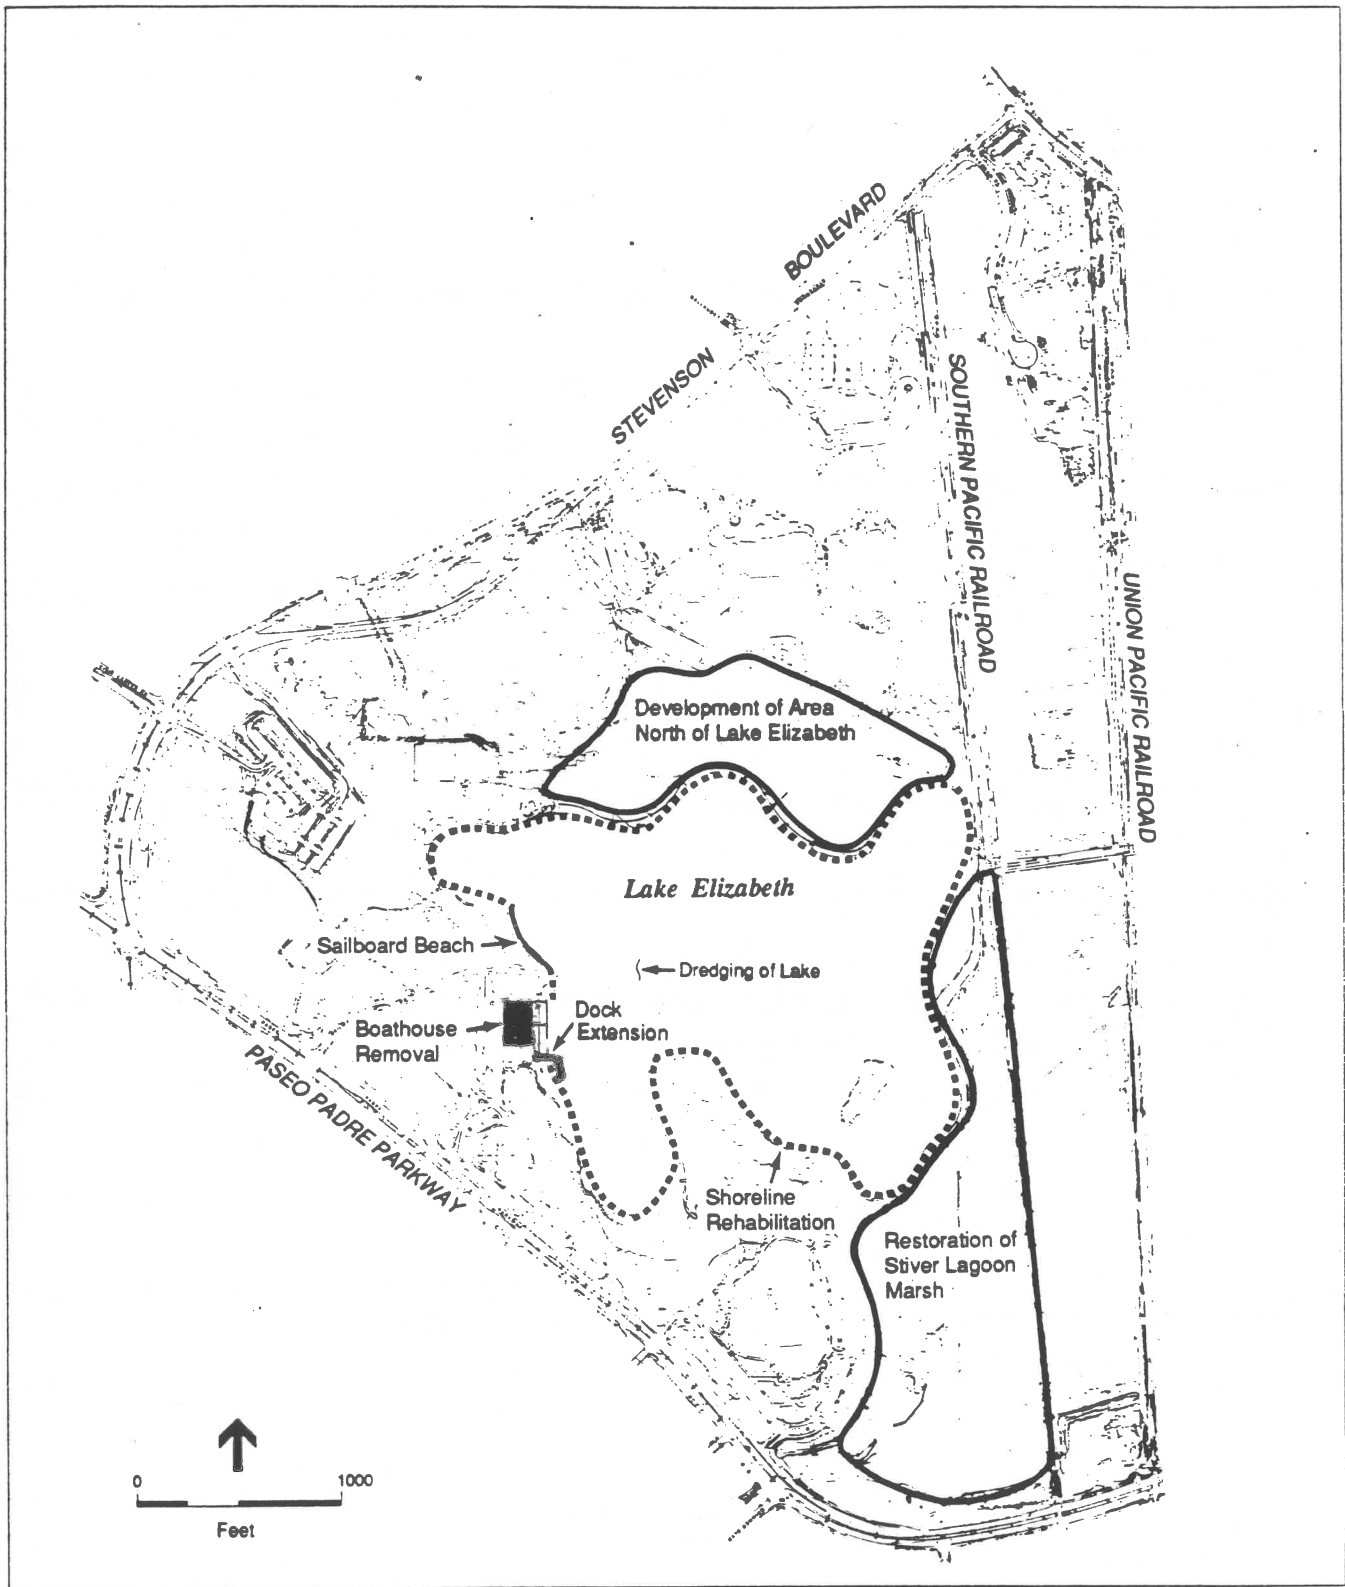 BOULEVARD
STEVENSON
SOUTHERN PACIFIC RAILROAD
UNION PACIFIC RAILROAD
Development of Area
North of Lake Elizabeth
Lake Elizabeth
Sailboard Beach
Dredging of Lake
Dock
Extension
Boathouse
Removal
PASEO PADRE PARKWAY
Shoreline
Rehabilitation
Restoration of
Stiver Lagoon
Marsh
0 1000
Feet